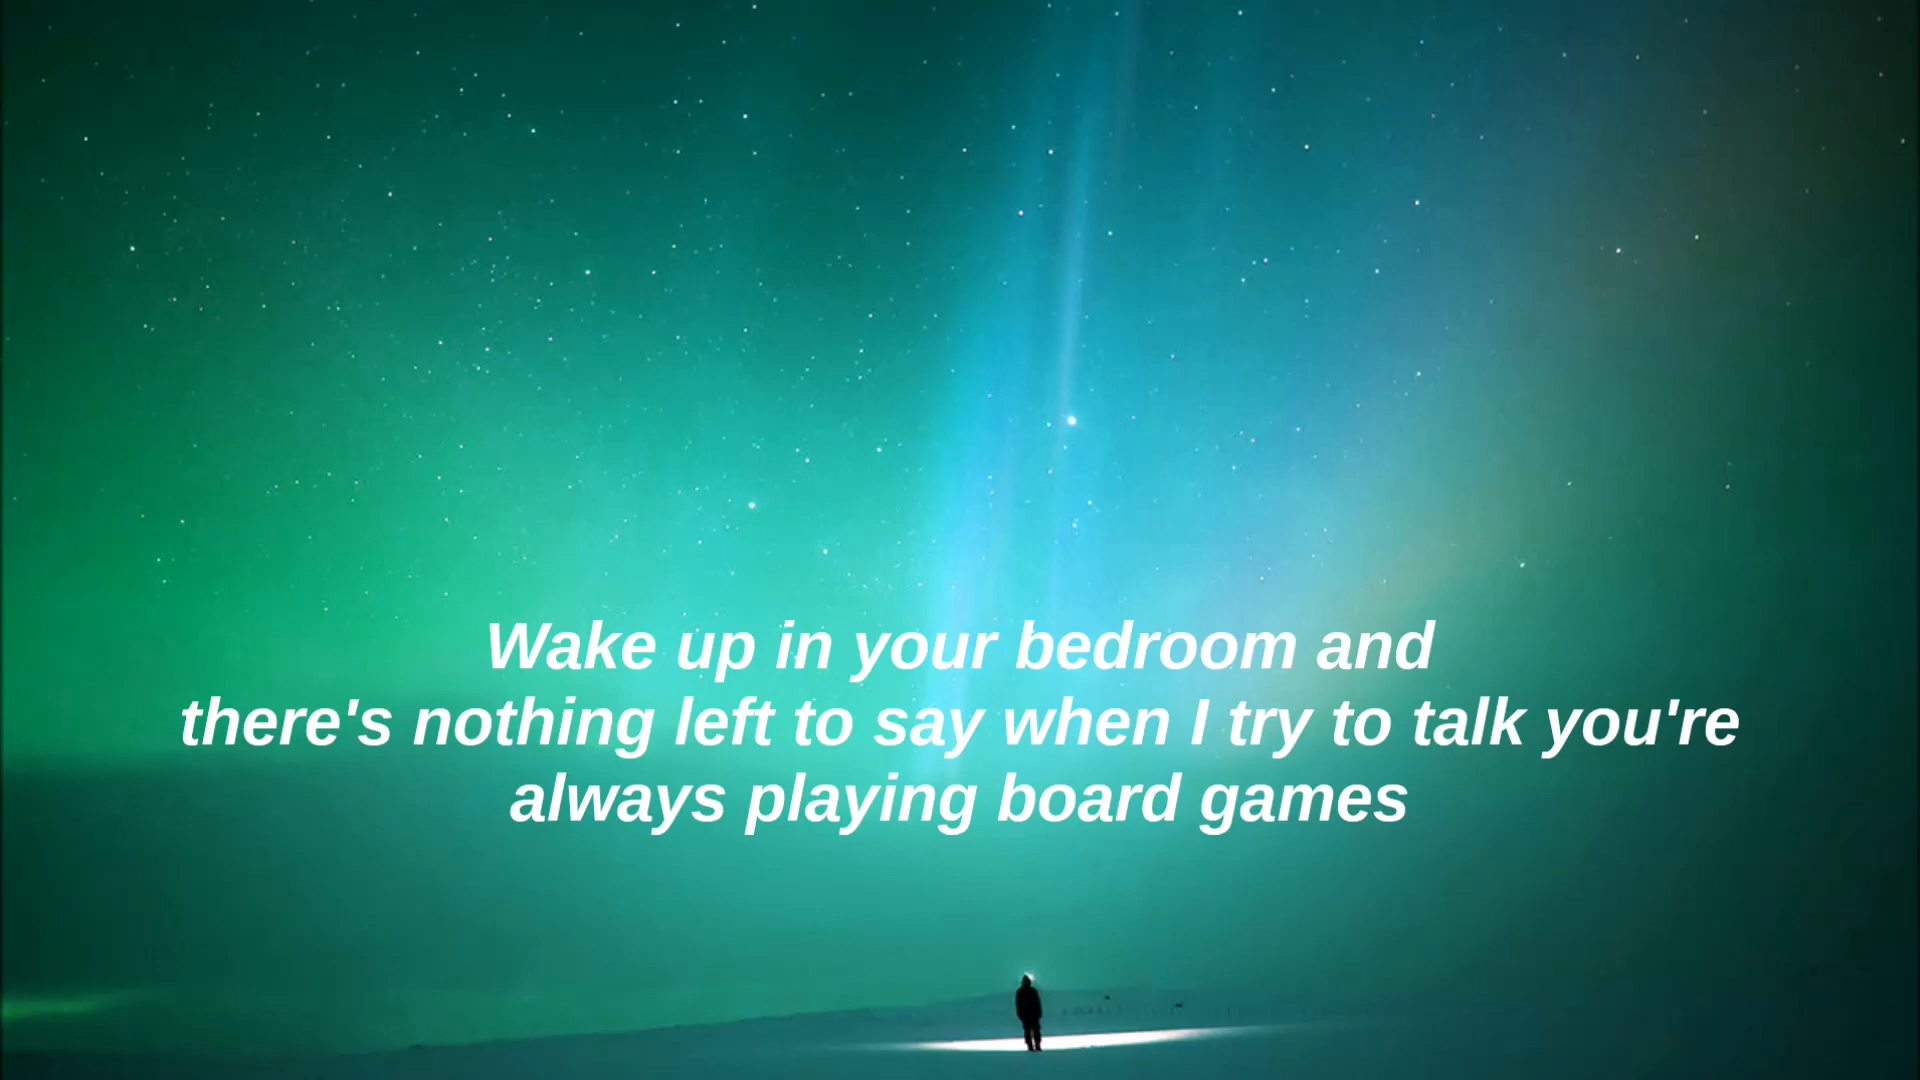 Wake up in your bedroom and
there's nothing left to say when I try to talk you're
always playing board games